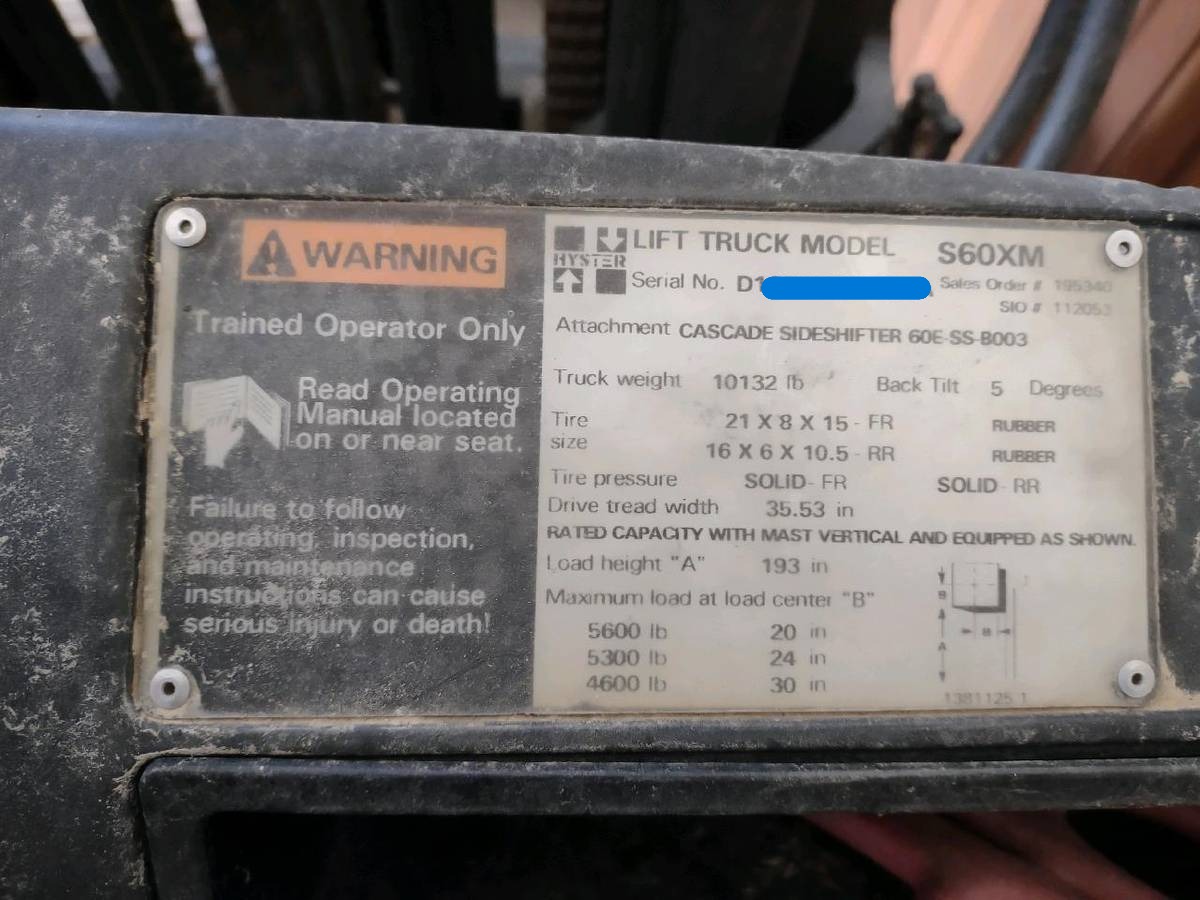 WARNING
Trained Operator Only
Read Operating
Manual located
on or near seat.
Failure to follow
operating, inspection,
and maintenance
instructions can cause
serious injury or death!
HYSTER
LIFT TRUCK MODEL S60XM
Serial No. D1 Sales Order # 195340
SIO # 112053
Attachment CASCADE SIDESHIFTER 60E-SS-B003
Truck weight 10132 lb Back Tilt 5 Degrees
Tire size 21 X 8 X 15 - FR RUBBER
16 X 6 X 10.5 - RR RUBBER
Tire pressure SOLID - FR SOLID - RR
Drive tread width 35.53 in
RATED CAPACITY WITH MAST VERTICAL AND EQUIPPED AS SHOWN.
Load height "A" 193 in
Maximum load at load center "B"
5600 lb 20 in
5300 lb 24 in
4600 lb 30 in
B
B
A
1381125 1